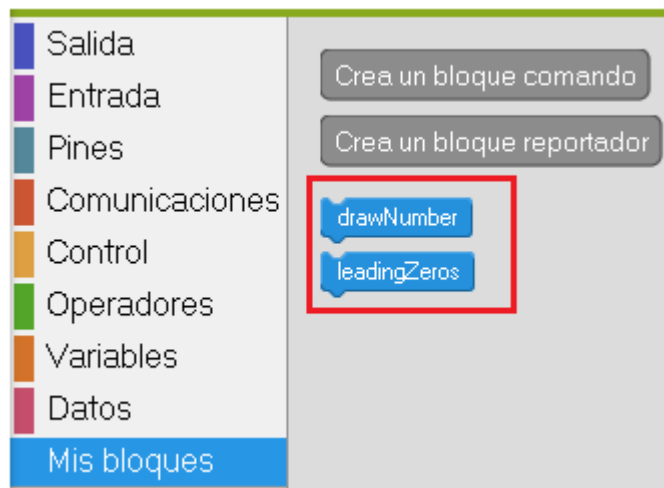 Salida
Entrada
Pines
Comunicaciones
Control
Operadores
Variables
Datos
Mis bloques
Crea un bloque comando
Crea un bloque reportador
drawNumber
leadingZeros